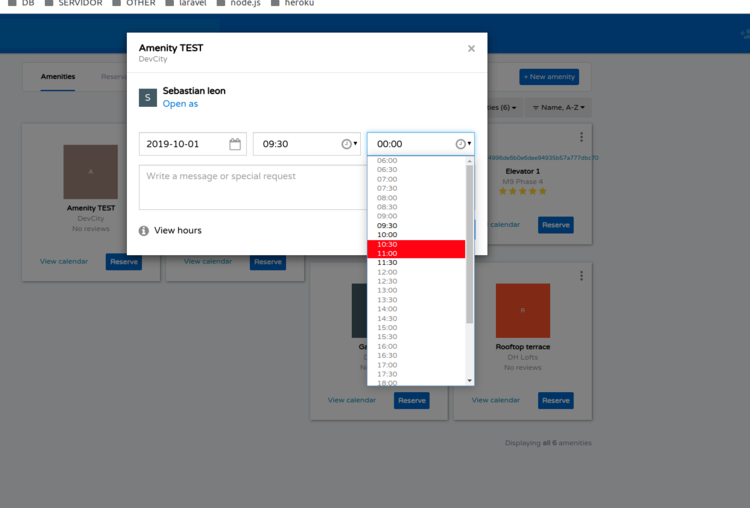 DB SERVIDOR OTHER laravel node.js heroku
Amenity TEST
DevCity
Amenities
+ New amenity
S
Sebastian leon
Open as
(6)
Name, A-Z
2019-10-01
09:30
00:00
Write a message or special request
View hours
06:00
06:30
07:00
07:30
08:00
08:30
09:00
09:30
10:00
10:30
11:00
11:30
12:00
12:30
13:00
13:30
14:00
14:30
15:00
15:30
16:00
16:30
17:00
17:30
18:00
A
Amenity TEST
DevCity
No reviews
View calendar Reserve
View calendar Reserve
Elevator 1
M9 Phase 4
calendar Reserve
R
Rooftop terrace
DH Lofts
No reviews
View calendar Reserve
View calendar Reserve
Displaying all 6 amenities